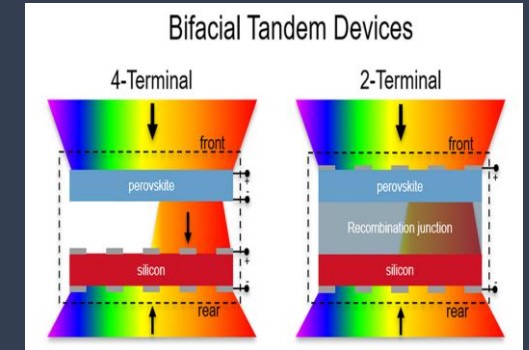 Bifacial Tandem Devices
4-Terminal
front
perovskite
+
-
silicon
+
-
rear
2-Terminal
front
+
perovskite
Recombination junction
silicon
-
rear